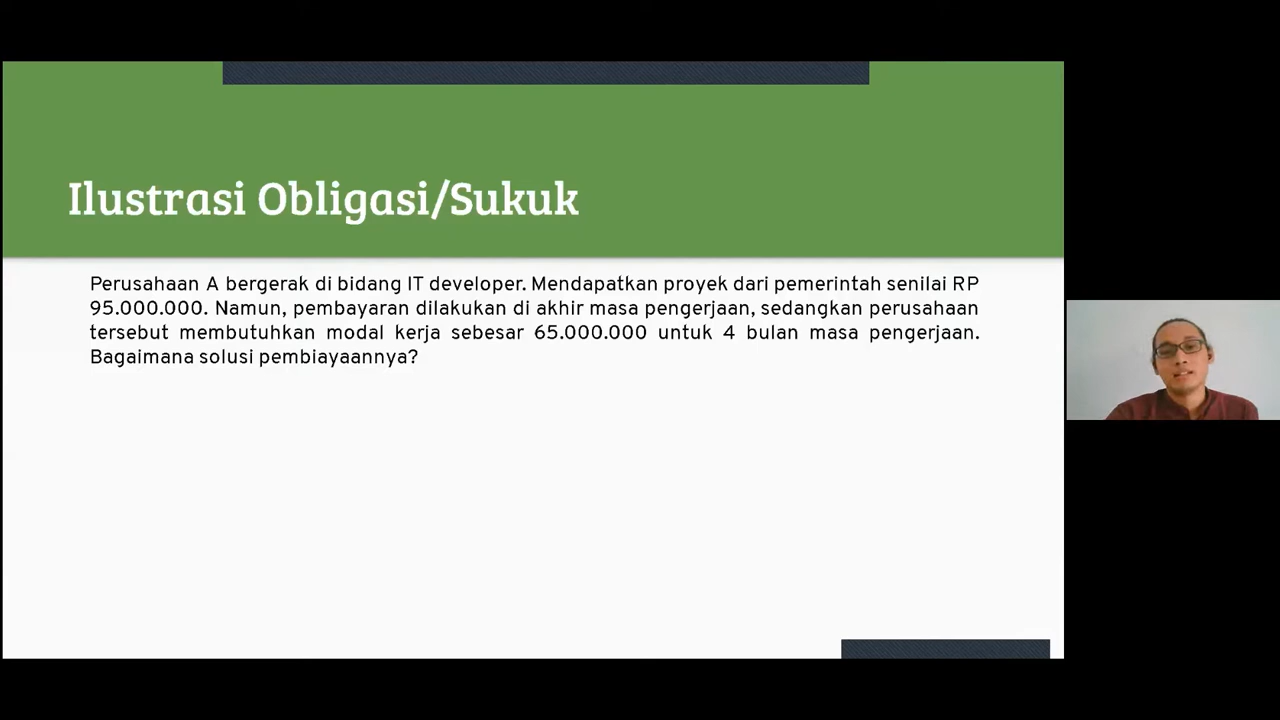 Ilustrasi Obligasi/Sukuk
Perusahaan A bergerak di bidang IT developer. Mendapatkan proyek dari pemerintah senilai RP
95.000.000. Namun, pembayaran dilakukan di akhir masa pengerjaan, sedangkan perusahaan
tersebut membutuhkan modal kerja sebesar 65.000.000 untuk 4 bulan masa pengerjaan.
Bagaimana solusi pembiayaannya?